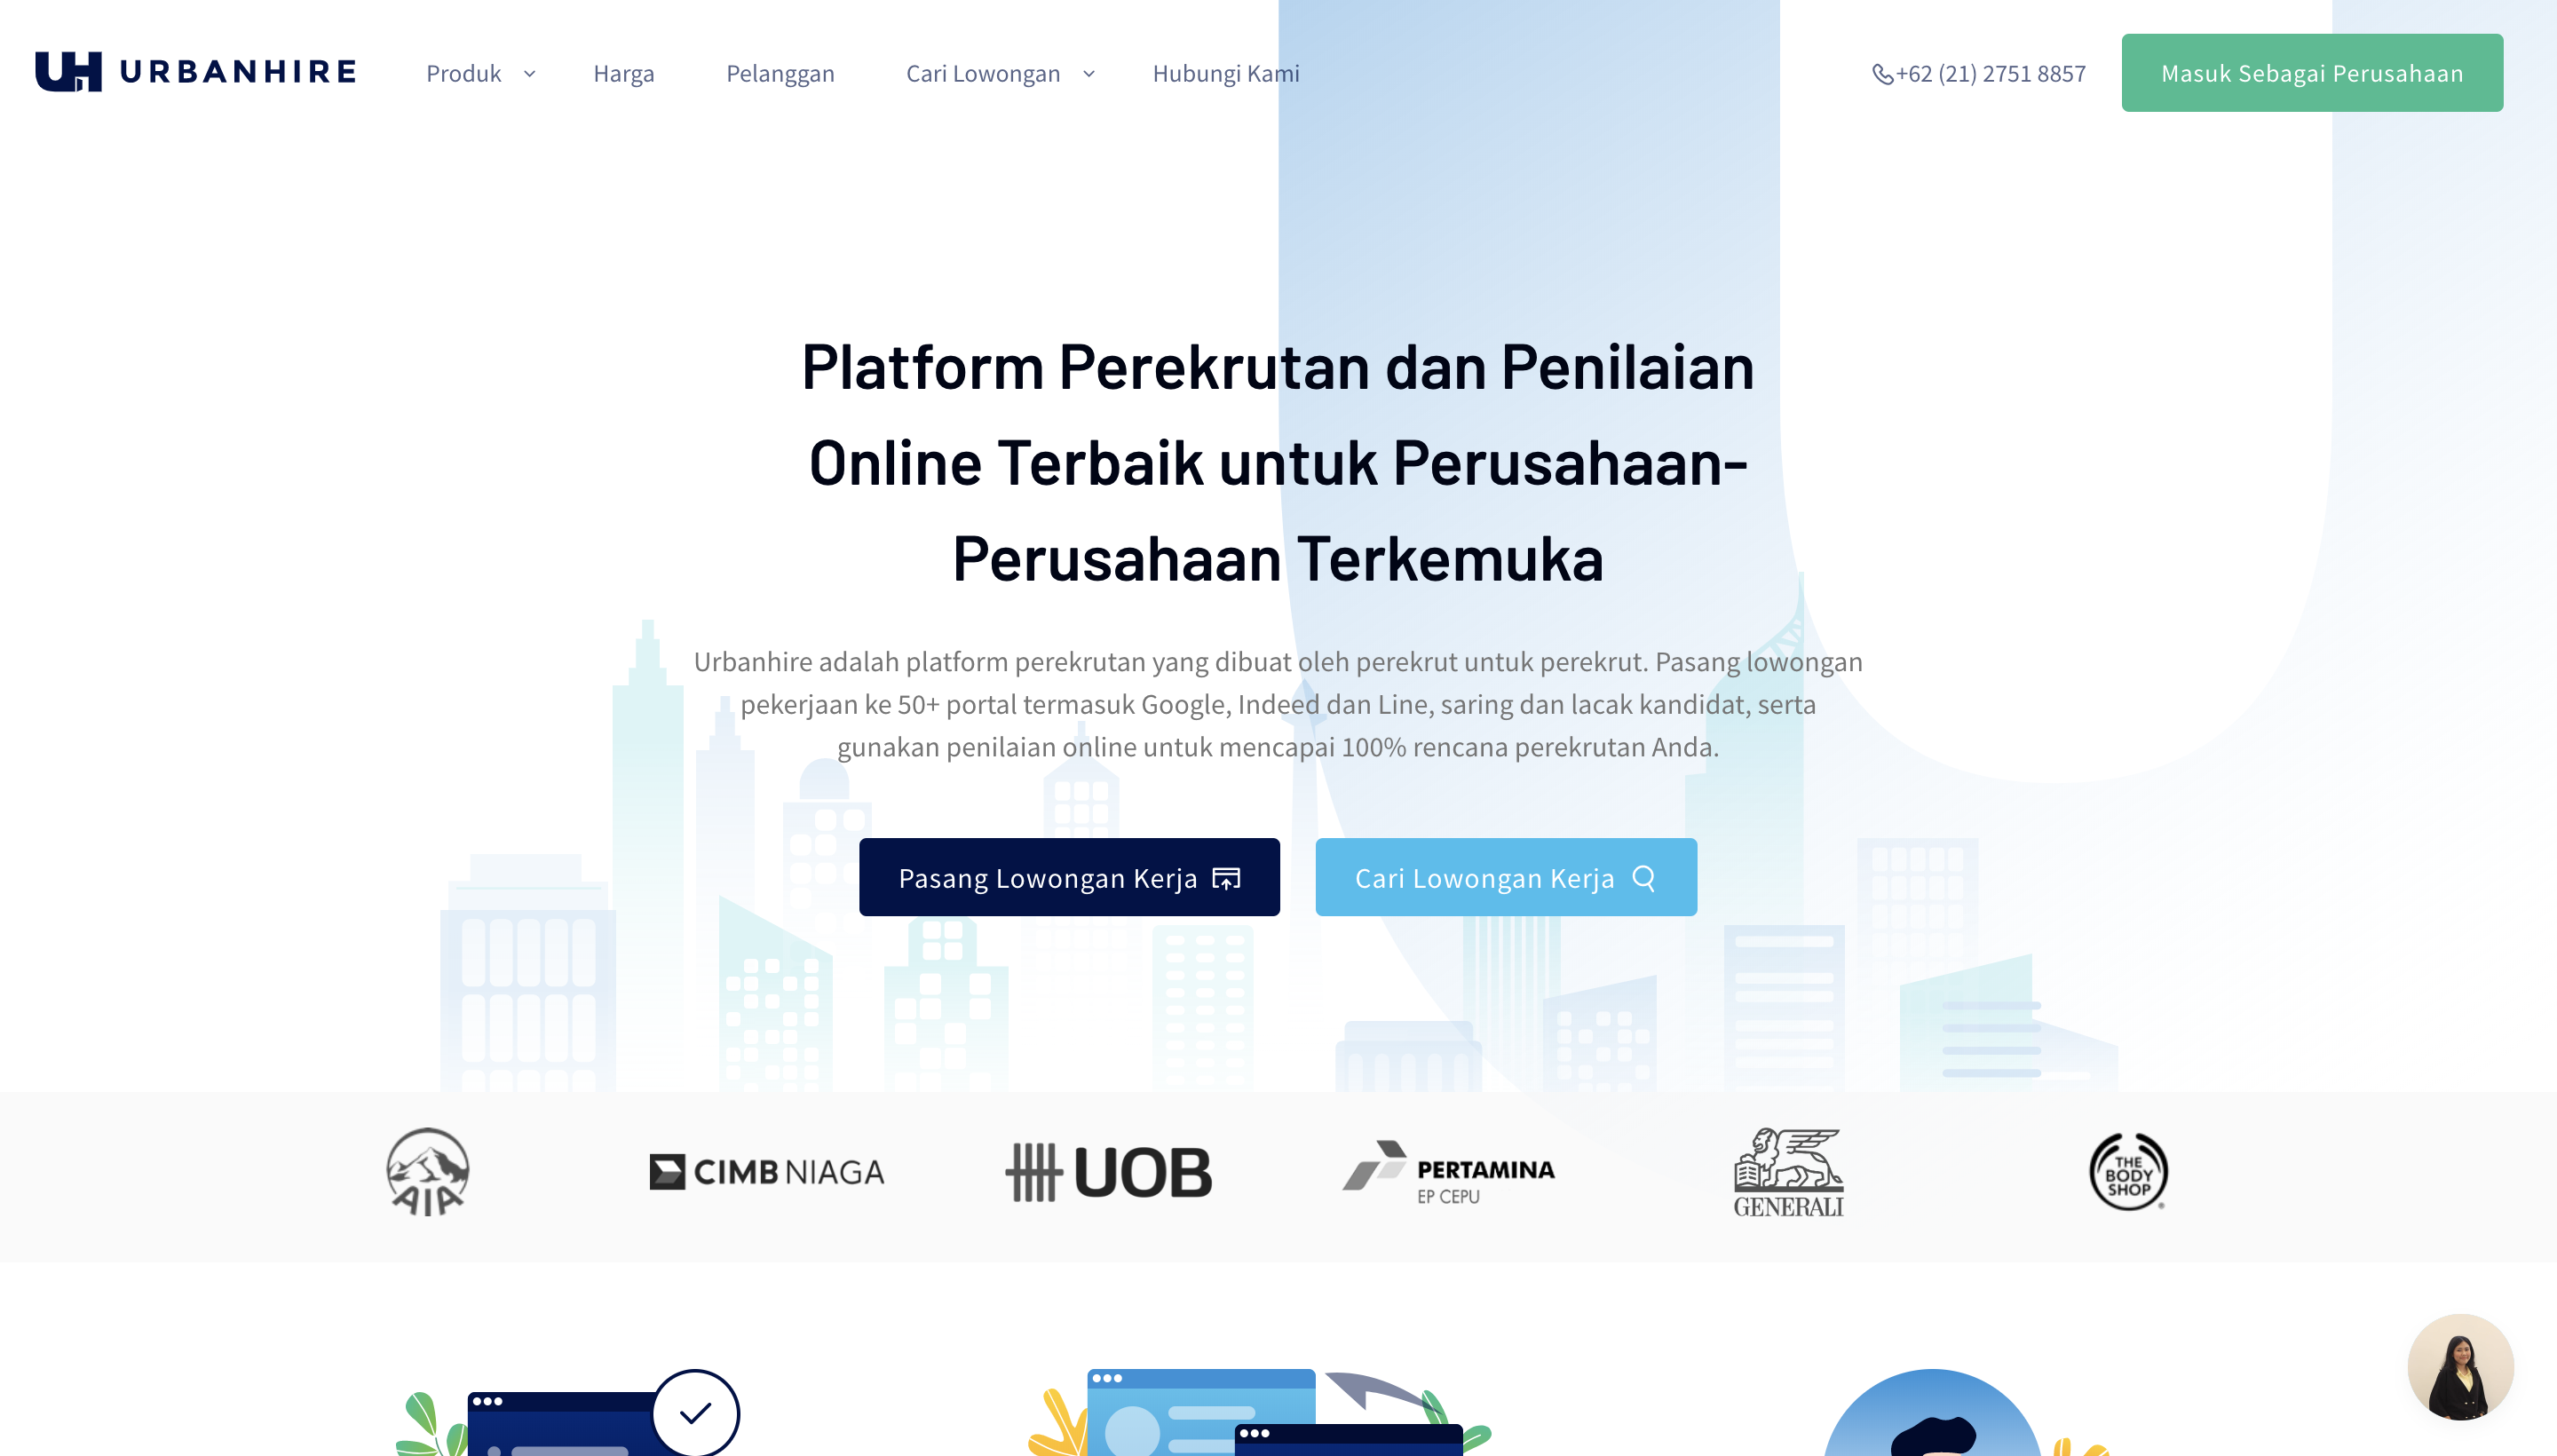 UH URBANHIRE
Produk
Harga
Pelanggan
Cari Lowongan
Hubungi Kami
+62 (21) 2751 8857
Masuk Sebagai Perusahaan
Platform Perekrutan dan Penilaian
Online Terbaik untuk Perusahaan-
Perusahaan Terkemuka
Urbanhire adalah platform perekrutan yang dibuat oleh perekrut untuk perekrut. Pasang lowongan
pekerjaan ke 50+ portal termasuk Google, Indeed dan Line, saring dan lacak kandidat, serta
gunakan penilaian online untuk mencapai 100% rencana perekrutan Anda.
Pasang Lowongan Kerja
Cari Lowongan Kerja
AIA
CIMB NIAGA
UOB
PERTAMINA
EP CEPU
GENERALI
THE
BODY
SHOP
®